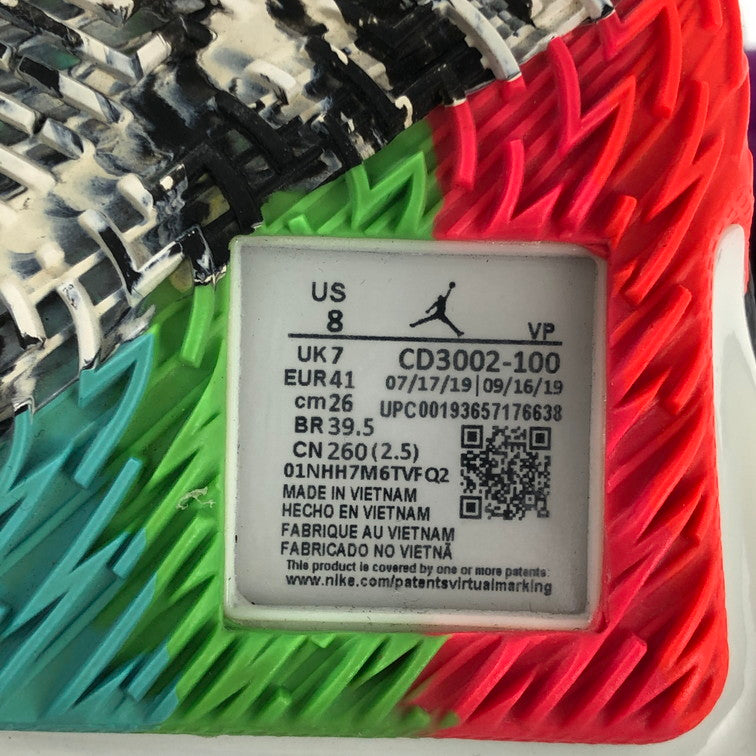 US
8
VP
UK 7
CD3002-100
EUR 41
07/17/19 | 09/16/19
cm 26
UPC00193657176638
BR 39.5
CN 260 (2.5)
01NHH7M6TVFQ2
MADE IN VIETNAM
HECHO EN VIETNAM
FABRIQUE AU VIETNAM
FABRICADO NO VIETNÃ
This product is covered by one or more patents:
www.nike.com/patentsvirtualmarking